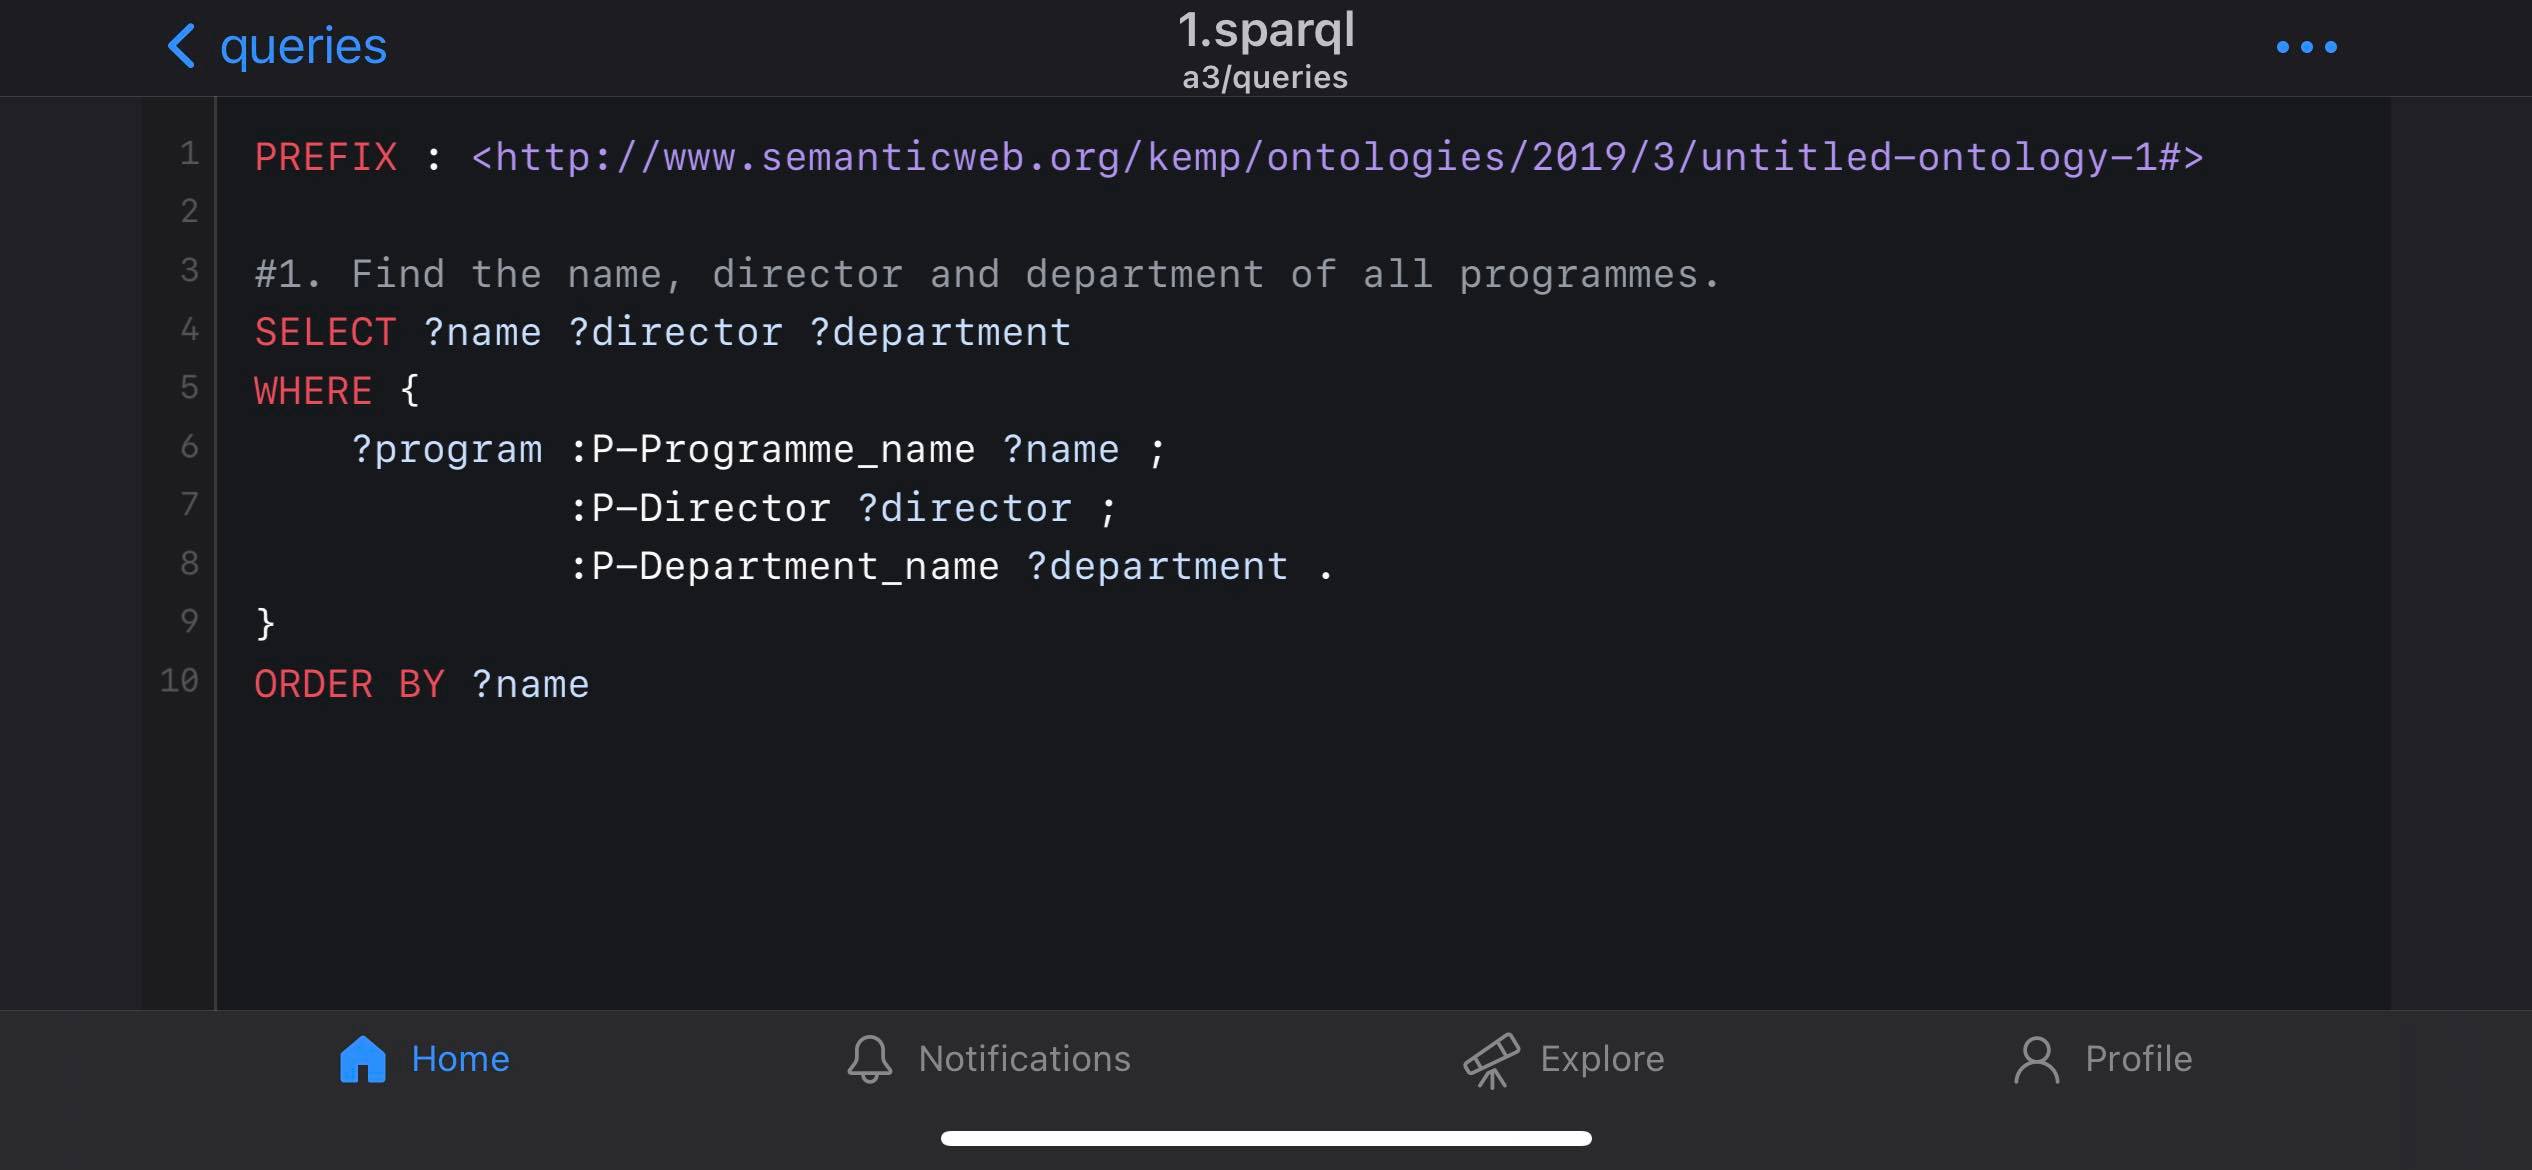 queries
1.sparql
a3/queries
1 PREFIX : <http://www.semanticweb.org/kemp/ontologies/2019/3/untitled-ontology-1#>
2
3 #1. Find the name, director and department of all programmes.
4 SELECT ?name ?director ?department
5 WHERE {
6     ?program :P-Programme_name ?name ;
7              :P-Director ?director ;
8              :P-Department_name ?department .
9 }
10 ORDER BY ?name
Home Notifications Explore Profile